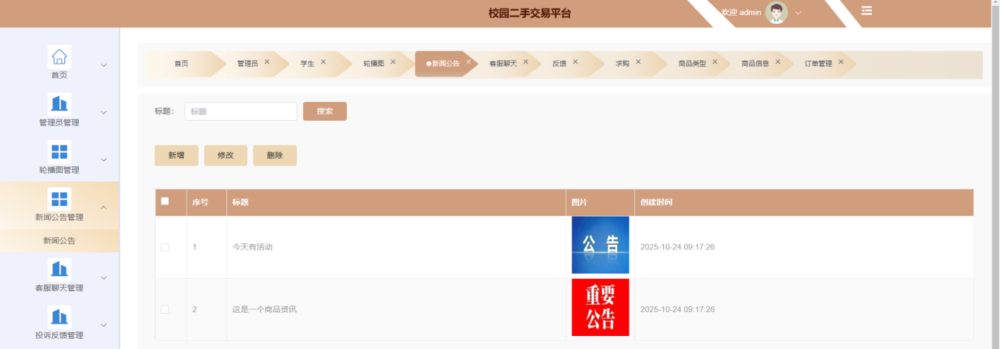 校园二手交易平台
欢迎 admin
首页
管理员管理
轮播图管理
新闻公告管理
新闻公告
客服聊天管理
投诉反馈管理
首页 管理员 × 学生 × 轮播图 × ●新闻公告 × 客服聊天 × 反馈 × 求购 × 商品类型 × 商品信息 × 订单管理 ×
标题： 标题 搜索
新增 修改 删除
序号 标题 图片 创建时间
1 今天有活动 公告 2025-10-24 09:17:26
2 这是一个商品资讯 重要 2025-10-24 09:17:26
公告